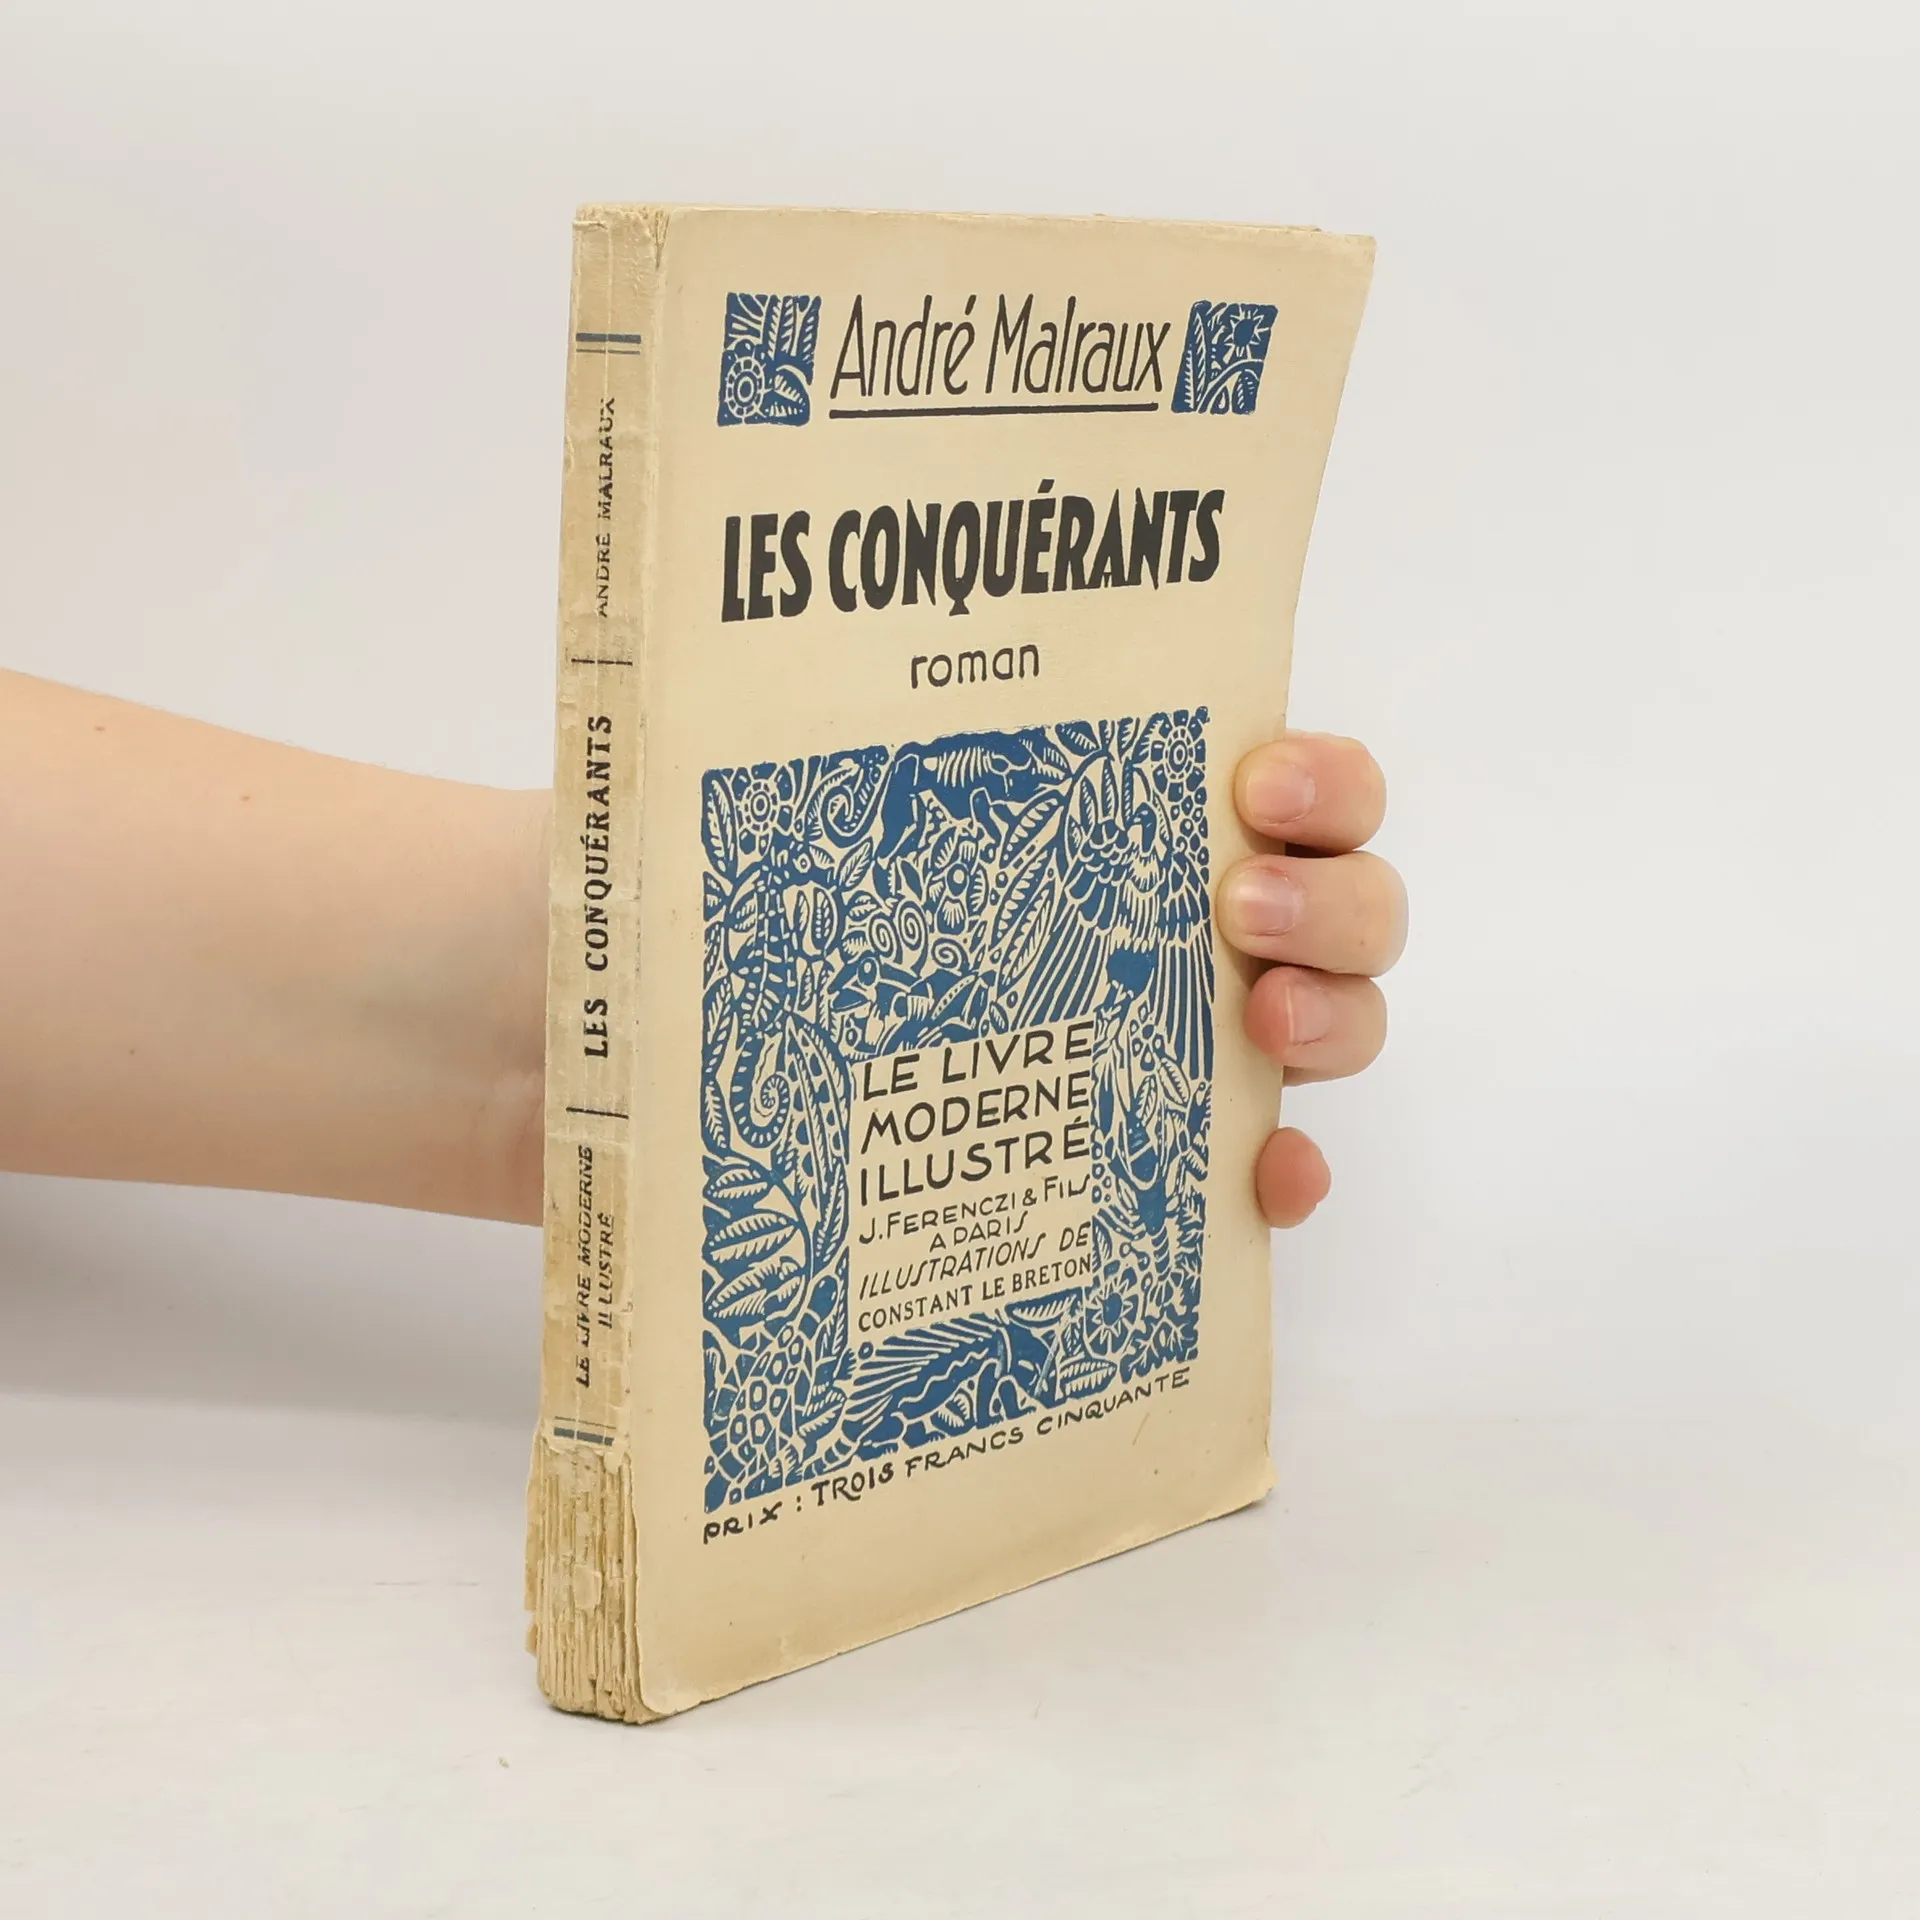 André Malraux
LES CONQUÉRANTS
roman
LE LIVRE
MODERNE
ILLUSTRÉ
J. FERENCZI & FILS
A PARIS
ILLUSTRATIONS DE
CONSTANT LE BRETON
PRIX : TROIS FRANCS CINQUANTE
ANDRÉ MALRAUX
LES CONQUÉRANTS
LE LIVRE MODERNE
ILLUSTRÉ